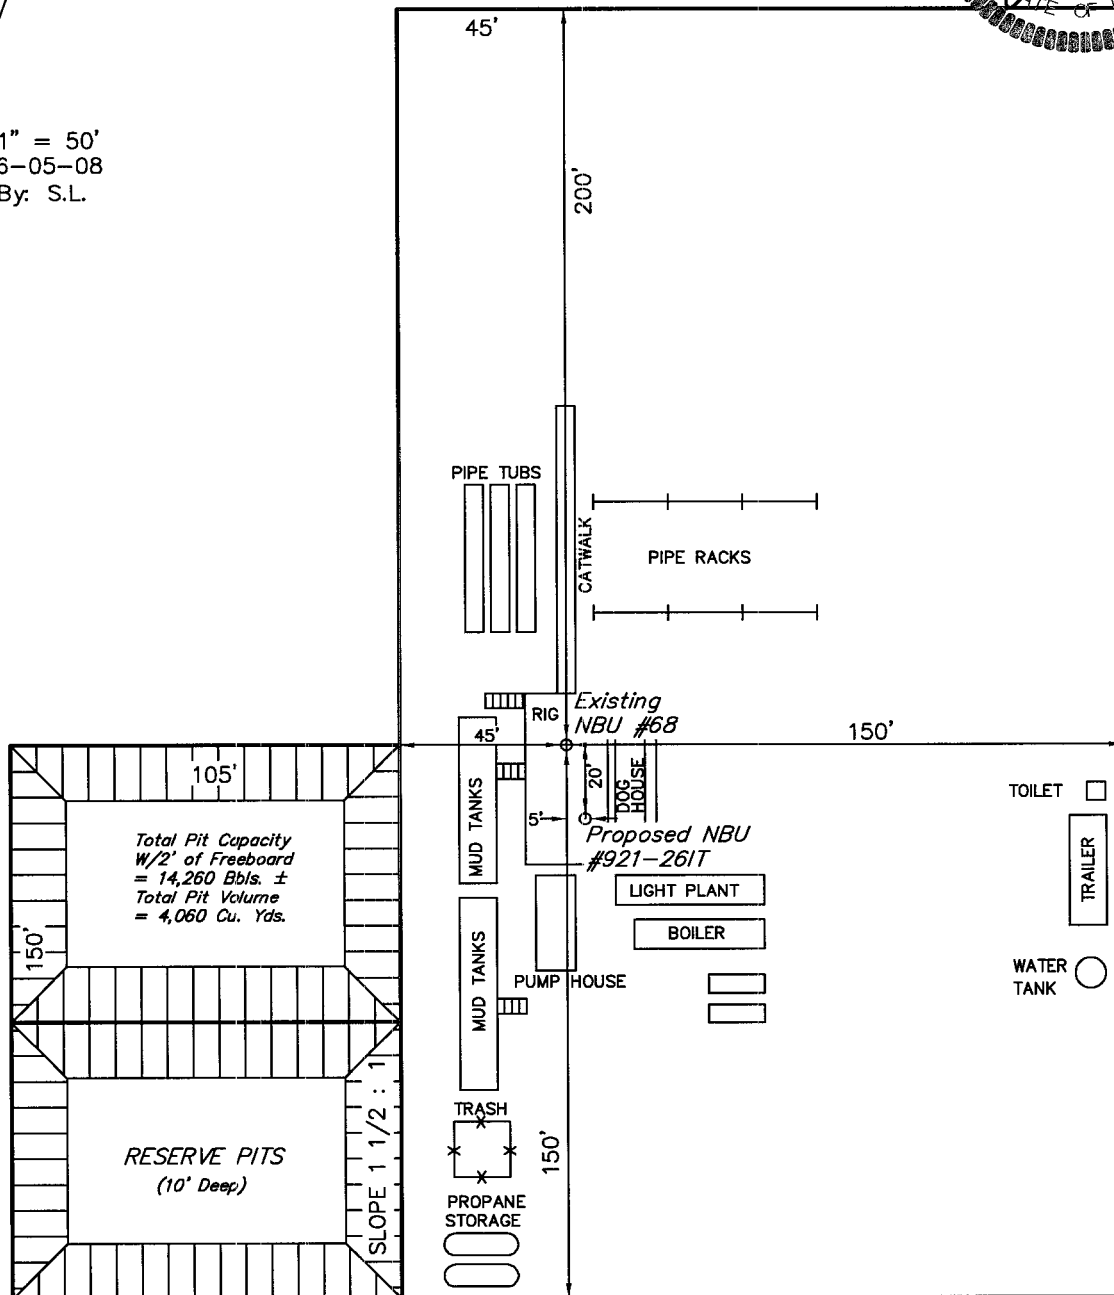 45'
TE OF
1" = 50'
6-05-08
By: S.L.
200'
PIPE TUBS
CATWALK
PIPE RACKS
RIG
Existing
NBU #68
45'
150'
105'
20'
DOG
HOUSE
TOILET
MUD TANKS
5'
Proposed NBU
#921-26IT
Total Pit Capacity
W/2' of Freeboard
= 14,260 Bbls. ±
Total Pit Volume
= 4,060 Cu. Yds.
TRAILER
LIGHT PLANT
BOILER
150'
MUD TANKS
PUMP HOUSE
WATER
TANK
SLOPE 1 1/2 : 1
TRASH
RESERVE PITS
(10' Deep)
150'
PROPANE
STORAGE